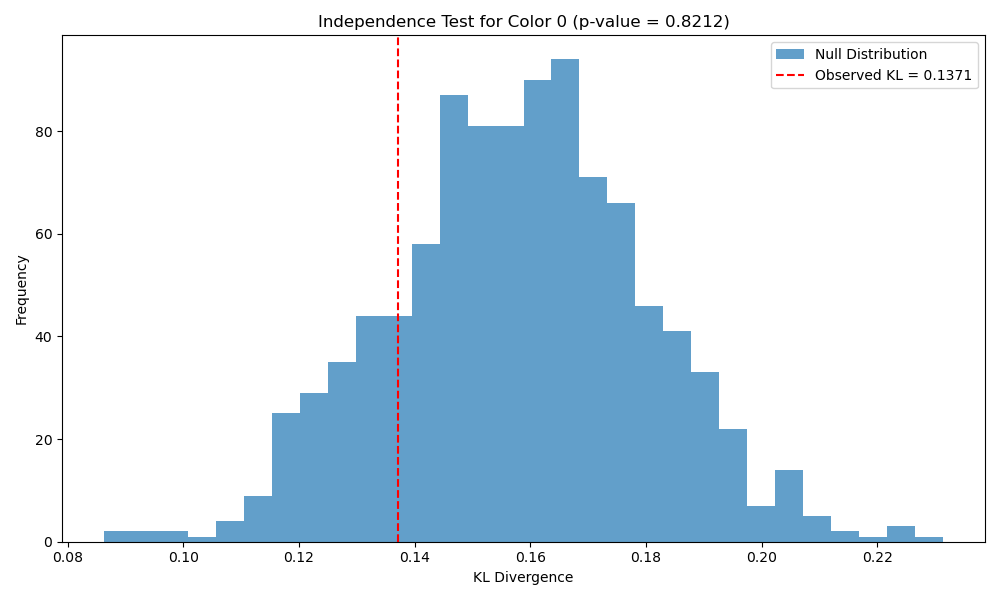 Independence Test for Color 0 (p-value = 0.8212)
Null Distribution
Observed KL = 0.1371
Frequency
80
60
40
20
0
0.08 0.10 0.12 0.14 0.16 0.18 0.20 0.22
KL Divergence